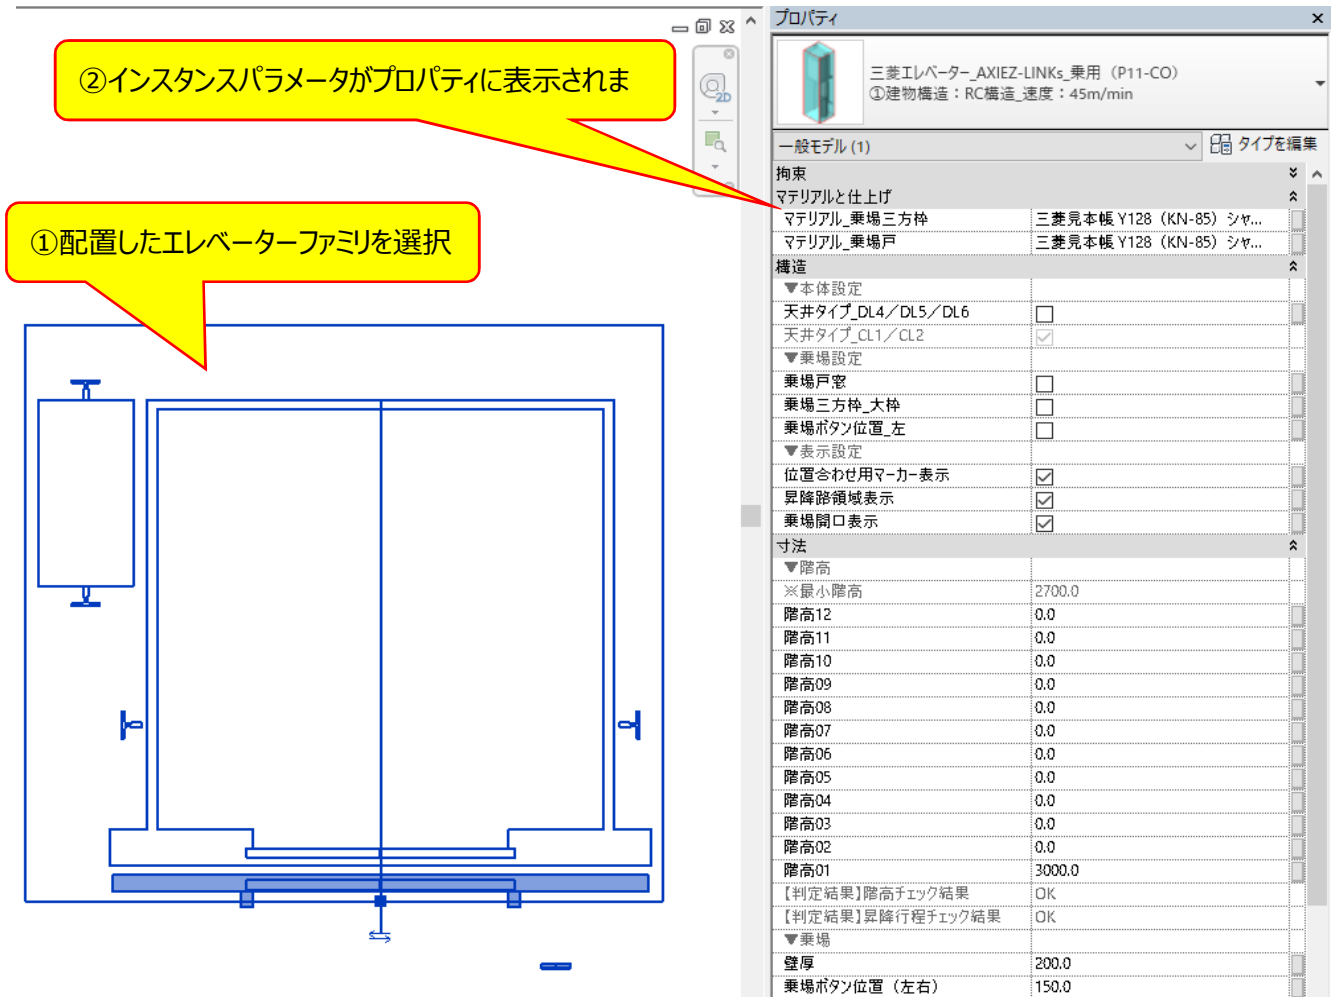 プロパティ
②インスタンスパラメータがプロパティに表示されま
2D
三菱エレベーター_AXIEZ-LINKs_乗用（P11-CO）
①建物構造：RC構造_速度：45m/min
一般モデル (1)
タイプを編集
拘束
マテリアルと仕上げ
マテリアル_乗場三方枠 三菱見本帳 Y128（KN-85）シャ...
マテリアル_乗場戸 三菱見本帳 Y128（KN-85）シャ...
①配置したエレベーターファミリを選択
構造
▼本体設定
天井タイプ_DL4／DL5／DL6
天井タイプ_CL1／CL2
▼乗場設定
乗場戸窓
乗場三方枠_大枠
乗場ボタン位置_左
▼表示設定
位置合わせ用マーカー表示
昇降路領域表示
乗場開口表示
寸法
▼階高
※最小階高 2700.0
階高12 0.0
階高11 0.0
階高10 0.0
階高09 0.0
階高08 0.0
階高07 0.0
階高06 0.0
階高05 0.0
階高04 0.0
階高03 0.0
階高02 0.0
階高01 3000.0
【判定結果】階高チェック結果 OK
【判定結果】昇降行程チェック結果 OK
▼乗場
壁厚 200.0
乗場ボタン位置（左右） 150.0